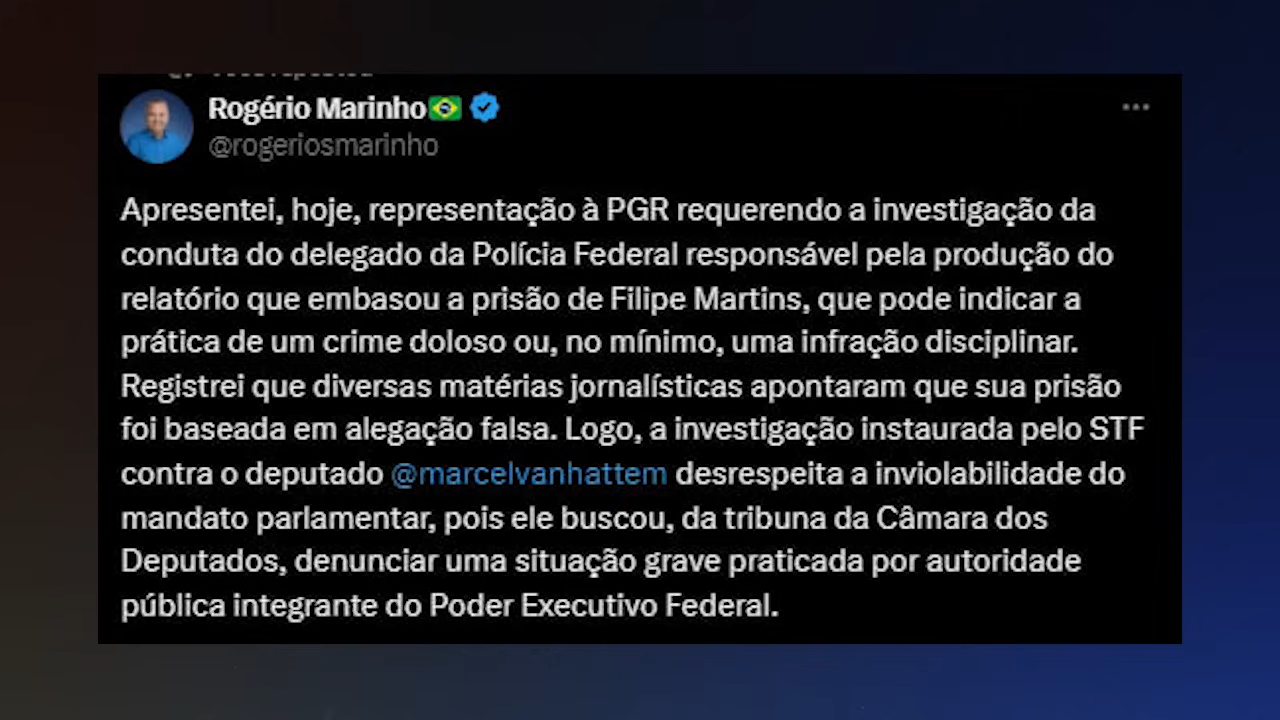 Rogério Marinho
@rogeriosmarinho
Apresentei, hoje, representação à PGR requerendo a investigação da
conduta do delegado da Polícia Federal responsável pela produção do
relatório que embasou a prisão de Filipe Martins, que pode indicar a
prática de um crime doloso ou, no mínimo, uma infração disciplinar.
Registrei que diversas matérias jornalísticas apontaram que sua prisão
foi baseada em alegação falsa. Logo, a investigação instaurada pelo STF
contra o deputado @marcelvanhattem desrespeita a inviolabilidade do
mandato parlamentar, pois ele buscou, da tribuna da Câmara dos
Deputados, denunciar uma situação grave praticada por autoridade
pública integrante do Poder Executivo Federal.